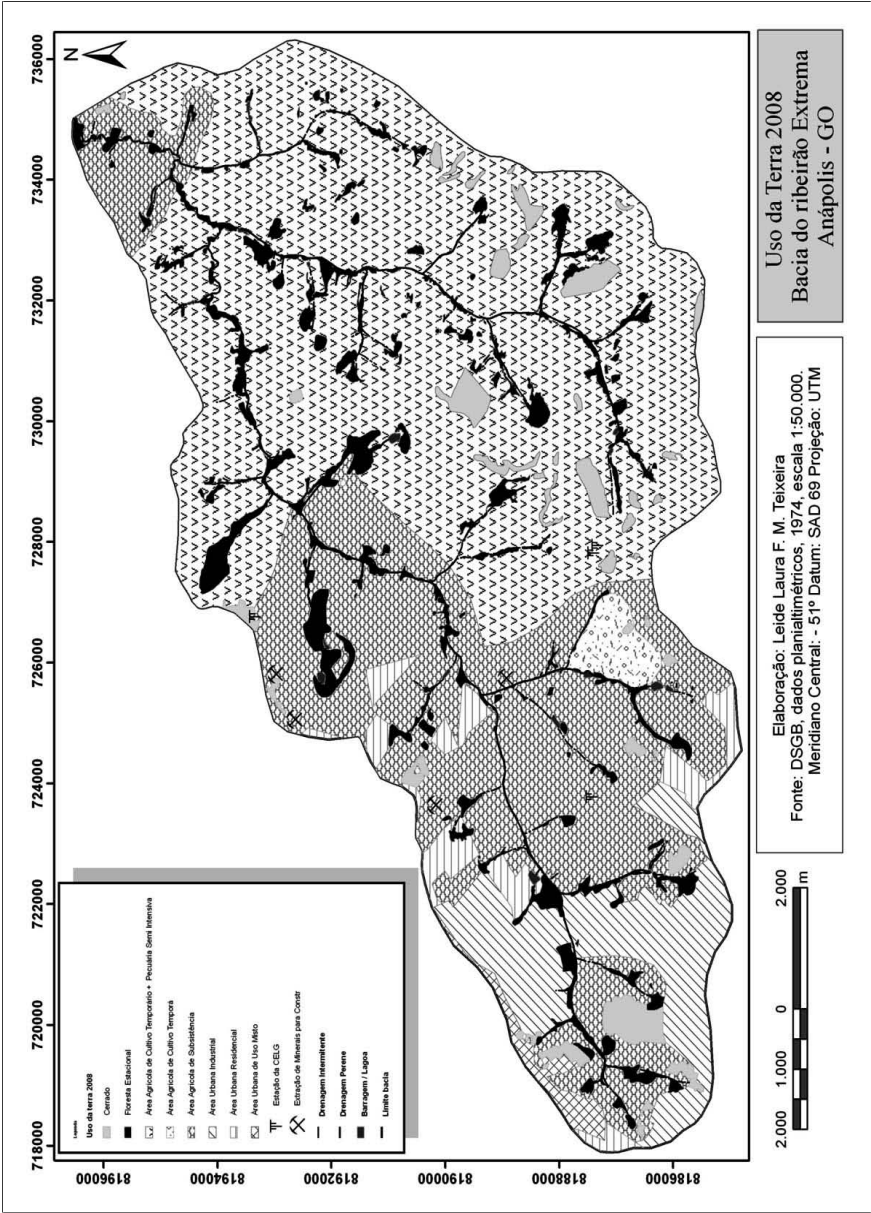 718000
720000
722000
724000
726000
728000
730000
732000
734000
736000
N
8196000
8194000
8192000
8190000
8188000
8186000
Legenda
Uso da terra 2008
Cerrado
Floresta Estacional
Área Agrícola de Cultivo Temporário + Pecuária Semi Intensiva
Área Agrícola de Cultivo Temporá
Área Agrícola de Subsistência
Área Urbana Industrial
Área Urbana Residencial
Área Urbana de Uso Misto
Estação da CELG
Extração de Minerais para Constr
Drenagem Intermitente
Drenagem Perene
Barragem / Lagoa
Limite bacia
2.000 1.000 0 2.000
m
Elaboração: Leide Laura F. M. Teixeira
Fonte: DSGB, dados planialtimétricos, 1974, escala 1:50.000.
Meridiano Central: - 51º Datum: SAD 69 Projeção: UTM
Uso da Terra 2008
Bacia do ribeirão Extrema
Anápolis - GO